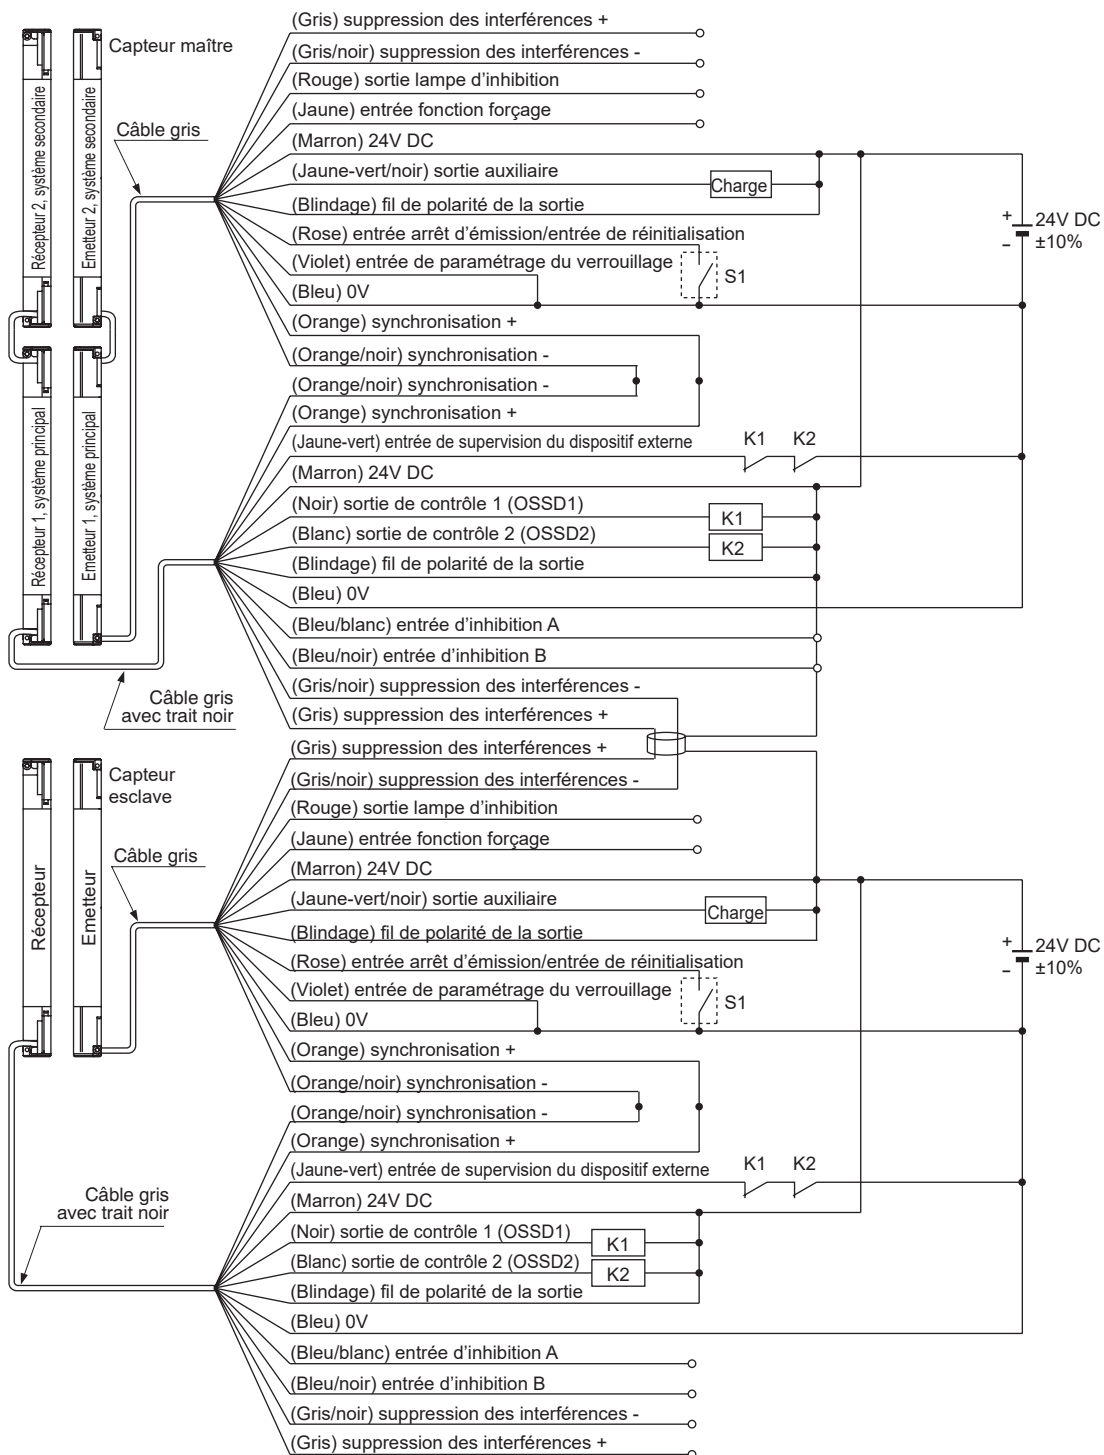 (Gris) suppression des interférences +
Capteur maître
(Gris/noir) suppression des interférences -
(Rouge) sortie lampe d'inhibition
(Jaune) entrée fonction forçage
Câble gris
(Marron) 24V DC
(Jaune-vert/noir) sortie auxiliaire
Charge
(Blindage) fil de polarité de la sortie
(Rose) entrée arrêt d'émission/entrée de réinitialisation
(Violet) entrée de paramétrage du verrouillage
S1
(Bleu) 0V
+
24V DC
–
±10%
Récepteur 2, système secondaire
Emetteur 2, système secondaire
(Orange) synchronisation +
(Orange/noir) synchronisation -
(Orange/noir) synchronisation -
(Orange) synchronisation +
(Jaune-vert) entrée de supervision du dispositif externe
K1
K2
(Marron) 24V DC
(Noir) sortie de contrôle 1 (OSSD1)
K1
(Blanc) sortie de contrôle 2 (OSSD2)
K2
(Blindage) fil de polarité de la sortie
(Bleu) 0V
Récepteur 1, système principal
Emetteur 1, système principal
(Bleu/blanc) entrée d'inhibition A
(Bleu/noir) entrée d'inhibition B
(Gris/noir) suppression des interférences -
Câble gris
avec trait noir
(Gris) suppression des interférences +
(Gris) suppression des interférences +
Capteur
esclave
(Gris/noir) suppression des interférences -
(Rouge) sortie lampe d'inhibition
(Jaune) entrée fonction forçage
Câble gris
(Marron) 24V DC
(Jaune-vert/noir) sortie auxiliaire
Charge
(Blindage) fil de polarité de la sortie
Récepteur
Emetteur
(Rose) entrée arrêt d'émission/entrée de réinitialisation
(Violet) entrée de paramétrage du verrouillage
S1
(Bleu) 0V
+
24V DC
–
±10%
(Orange) synchronisation +
(Orange/noir) synchronisation -
(Orange/noir) synchronisation -
(Orange) synchronisation +
(Jaune-vert) entrée de supervision du dispositif externe
K1
K2
Câble gris
avec trait noir
(Marron) 24V DC
(Noir) sortie de contrôle 1 (OSSD1)
K1
(Blanc) sortie de contrôle 2 (OSSD2)
K2
(Blindage) fil de polarité de la sortie
(Bleu) 0V
(Bleu/blanc) entrée d'inhibition A
(Bleu/noir) entrée d'inhibition B
(Gris/noir) suppression des interférences -
(Gris) suppression des interférences +